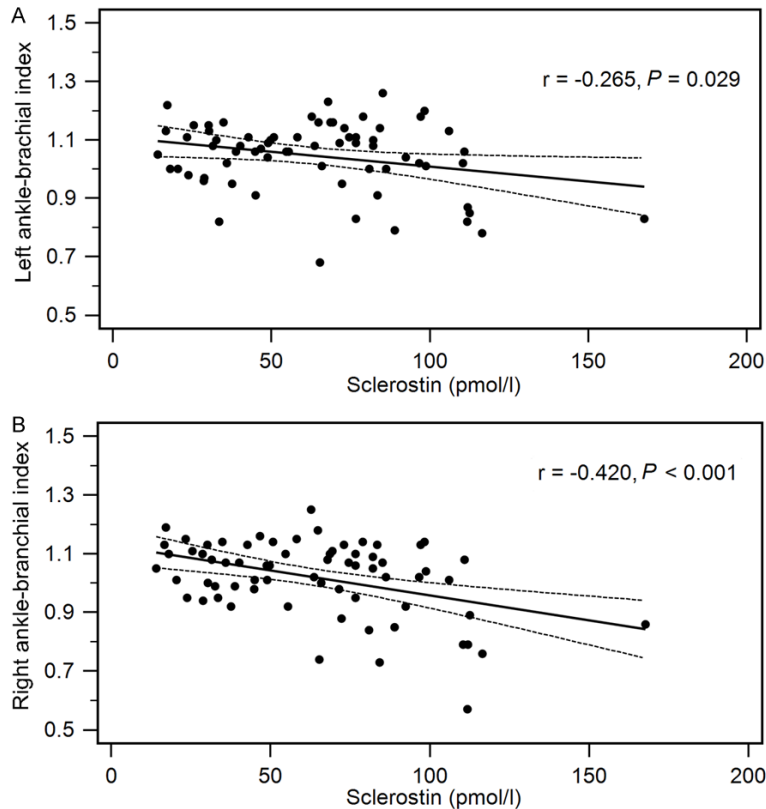 A
Left ankle-brachial index
1.5
1.3
1.1
0.9
0.7
0.5
r = -0.265, P = 0.029
0 50 100 150 200
Sclerostin (pmol/l)
B
Right ankle-branchial index
1.5
1.3
1.1
0.9
0.7
0.5
r = -0.420, P < 0.001
0 50 100 150 200
Sclerostin (pmol/l)